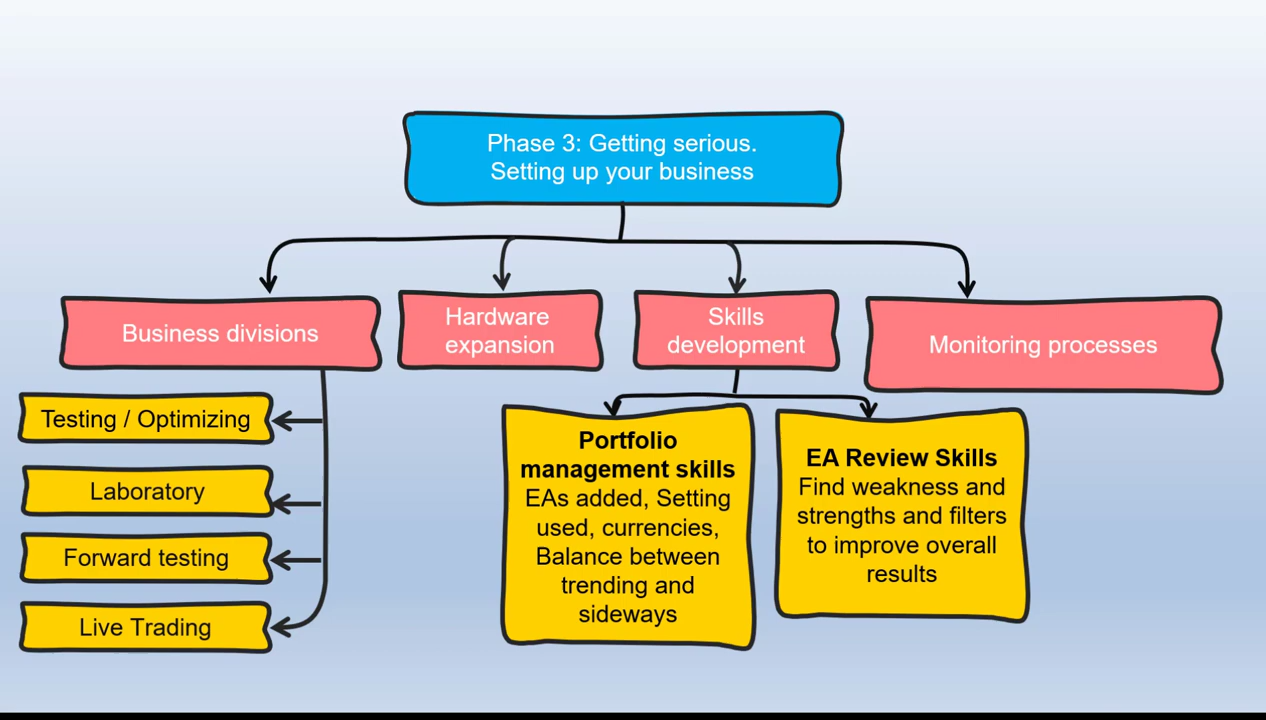 Phase 3: Getting serious.
Setting up your business
Business divisions
Hardware
expansion
Skills
development
Monitoring processes
Testing / Optimizing
Laboratory
Forward testing
Live Trading
Portfolio
management skills
EAs added, Setting
used, currencies,
Balance between
trending and
sideways
EA Review Skills
Find weakness and
strengths and filters
to improve overall
results